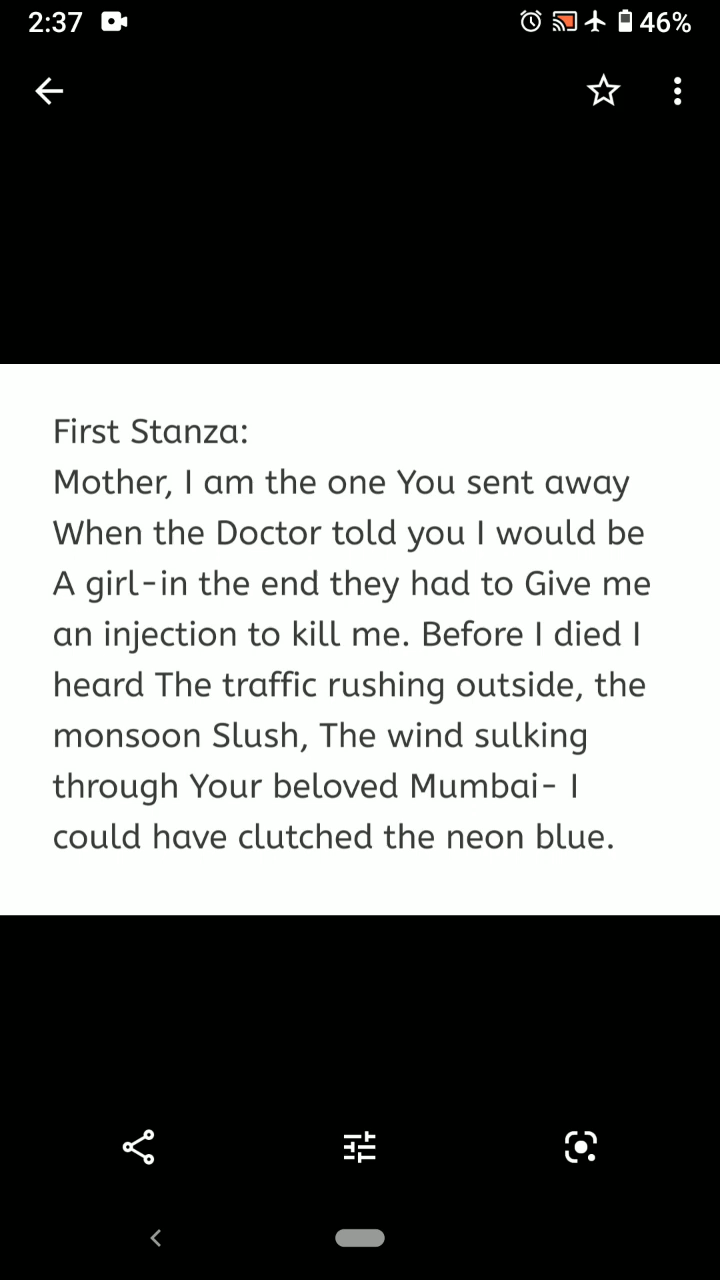 2:37
46%
First Stanza:
Mother, I am the one You sent away
When the Doctor told you I would be
A girl-in the end they had to Give me
an injection to kill me. Before I died I
heard The traffic rushing outside, the
monsoon Slush, The wind sulking
through Your beloved Mumbai- I
could have clutched the neon blue.